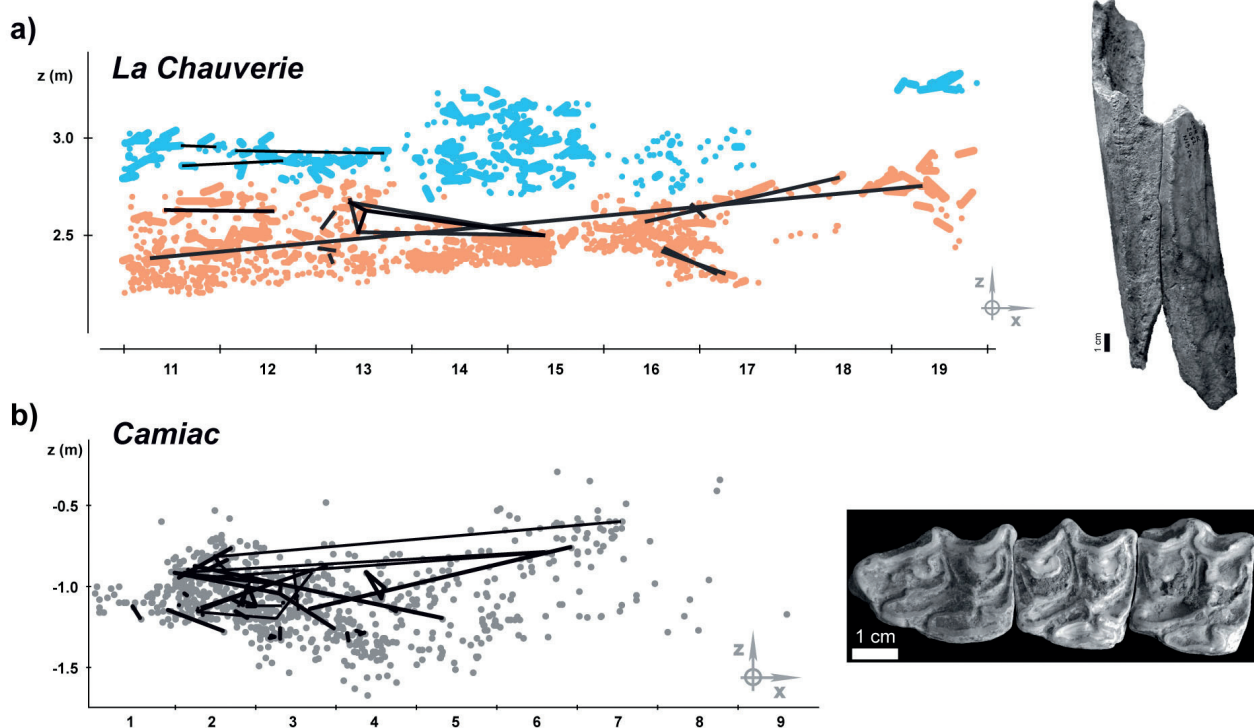 a)
La Chauverie
z (m)
3.0
2.5
z
x
11 12 13 14 15 16 17 18 19
1 cm
b)
Camiac
z (m)
-0.5
-1.0
-1.5
z
x
1 2 3 4 5 6 7 8 9
1 cm